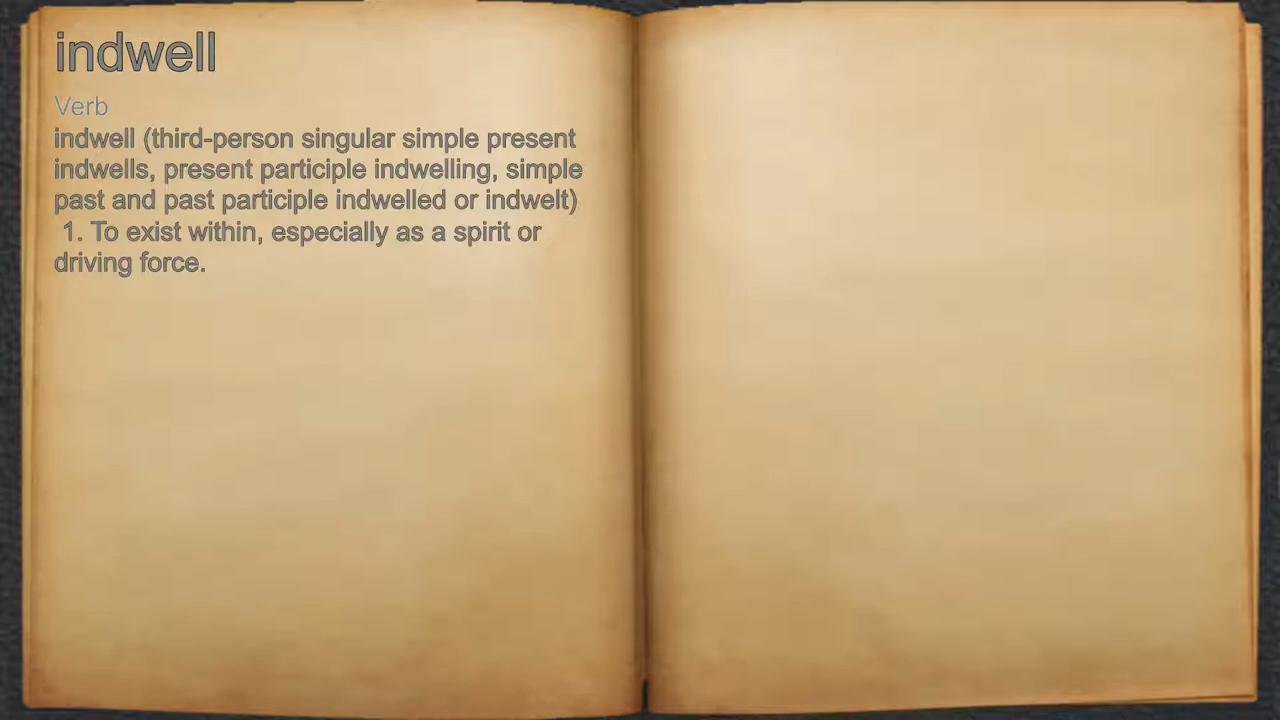 indwell
Verb
indwell (third-person singular simple present
indwells, present participle indwelling, simple
past and past participle indwelled or indwelt)
1. To exist within, especially as a spirit or
driving force.